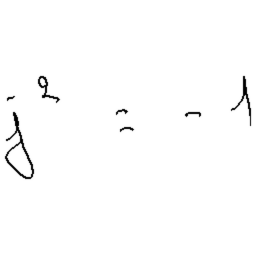 j² = - 1